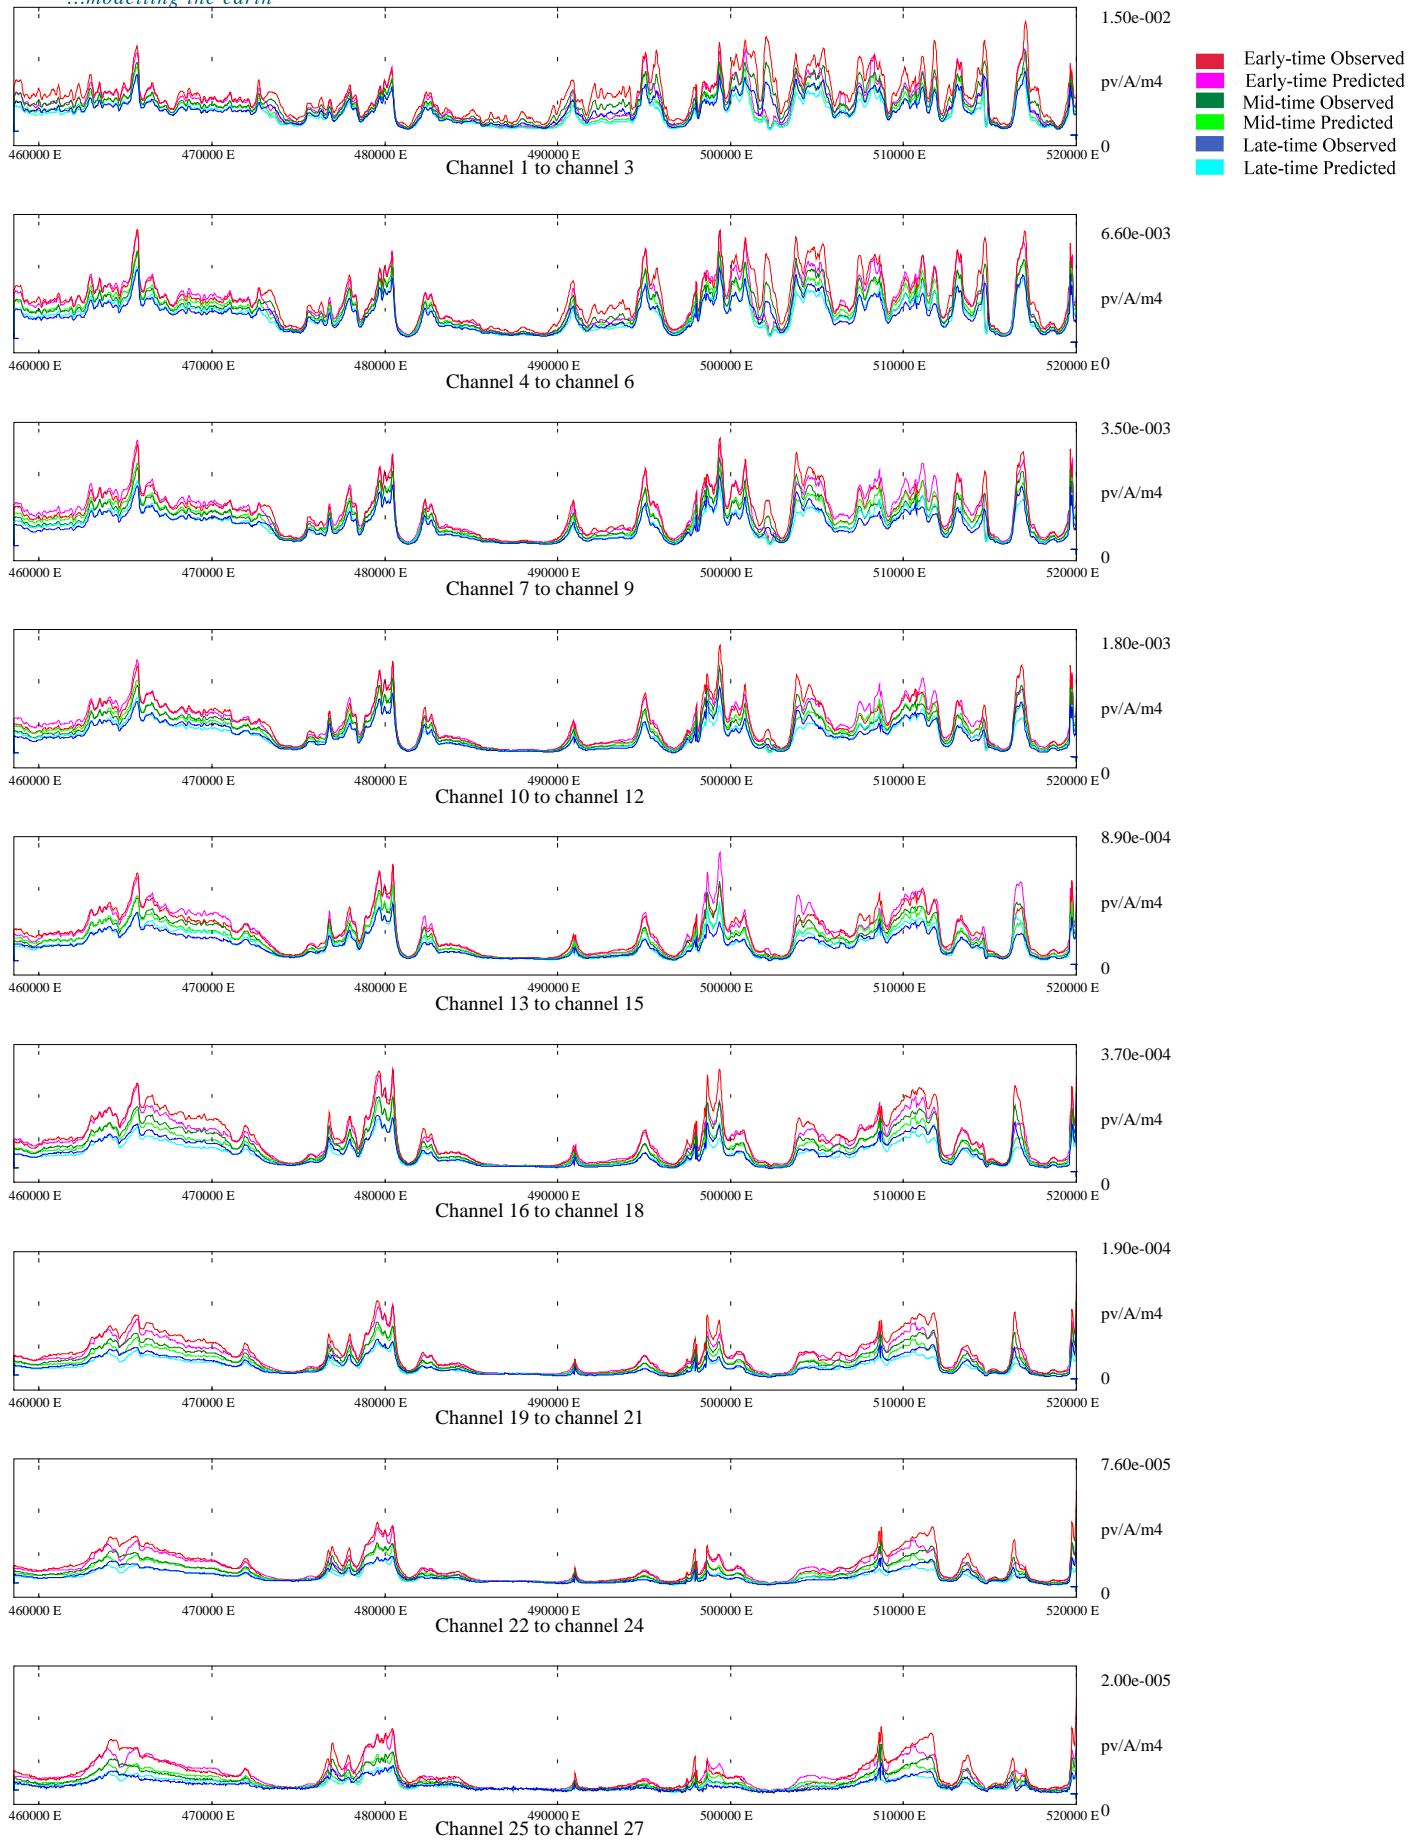 ...modelling the earth
1.50e-002
pv/A/m4
0
Early-time Observed
Early-time Predicted
Mid-time Observed
Mid-time Predicted
Late-time Observed
Late-time Predicted
460000 E 470000 E 480000 E 490000 E 500000 E 510000 E 520000 E
Channel 1 to channel 3
6.60e-003
pv/A/m4
0
460000 E 470000 E 480000 E 490000 E 500000 E 510000 E 520000 E
Channel 4 to channel 6
3.50e-003
pv/A/m4
0
460000 E 470000 E 480000 E 490000 E 500000 E 510000 E 520000 E
Channel 7 to channel 9
1.80e-003
pv/A/m4
0
460000 E 470000 E 480000 E 490000 E 500000 E 510000 E 520000 E
Channel 10 to channel 12
8.90e-004
pv/A/m4
0
460000 E 470000 E 480000 E 490000 E 500000 E 510000 E 520000 E
Channel 13 to channel 15
3.70e-004
pv/A/m4
0
460000 E 470000 E 480000 E 490000 E 500000 E 510000 E 520000 E
Channel 16 to channel 18
1.90e-004
pv/A/m4
0
460000 E 470000 E 480000 E 490000 E 500000 E 510000 E 520000 E
Channel 19 to channel 21
7.60e-005
pv/A/m4
0
460000 E 470000 E 480000 E 490000 E 500000 E 510000 E 520000 E
Channel 22 to channel 24
2.00e-005
pv/A/m4
0
460000 E 470000 E 480000 E 490000 E 500000 E 510000 E 520000 E
Channel 25 to channel 27